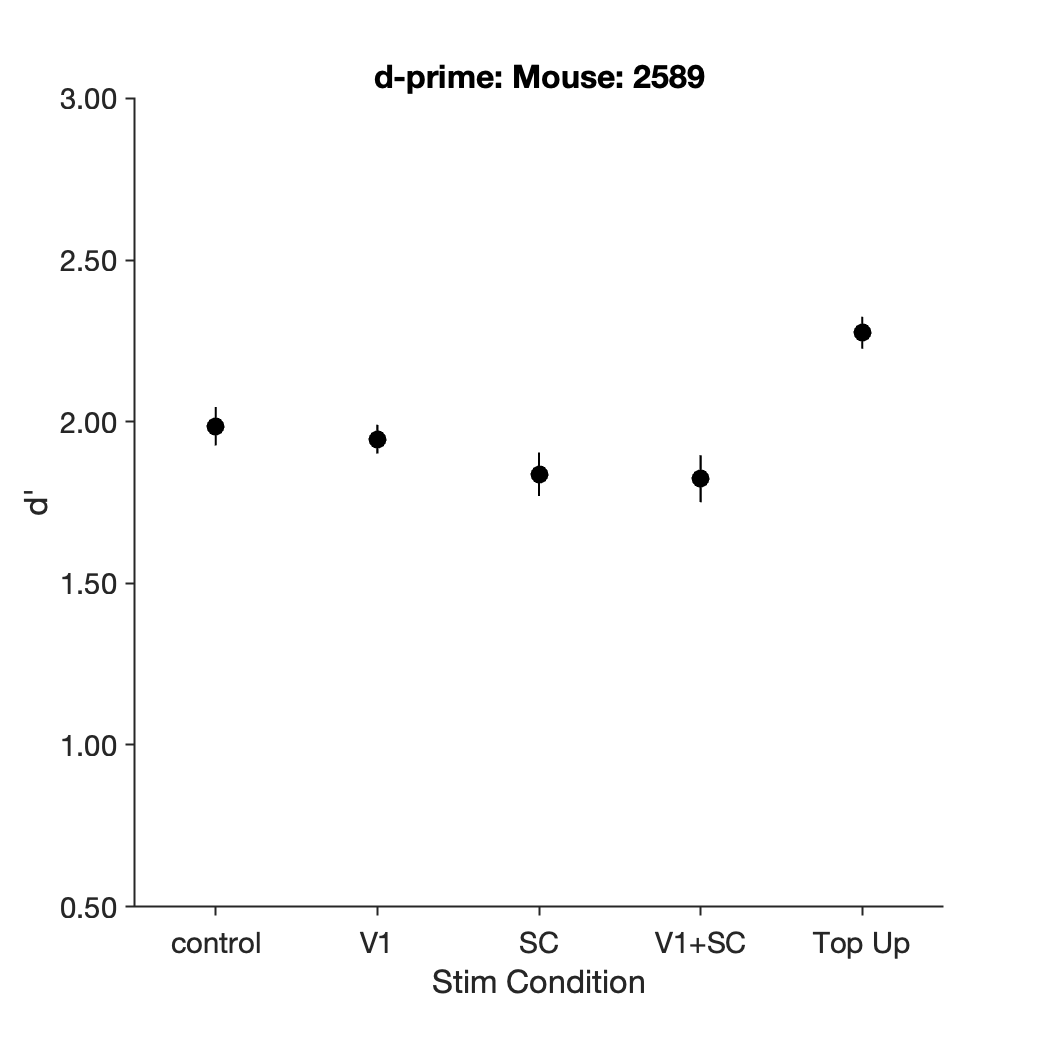 d-prime: Mouse: 2589
3.00
2.50
2.00
1.50
1.00
0.50
d'
control V1 SC V1+SC Top Up
Stim Condition